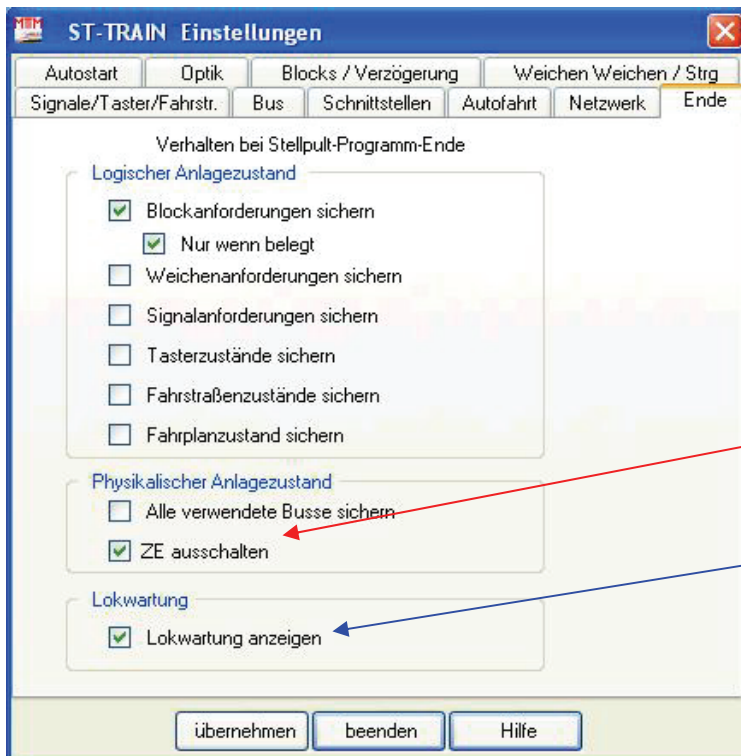 MEM ST-TRAIN Einstellungen
Autostart Optik Blocks / Verzögerung Weichen Weichen / Strg
Signale/Taster/Fahrstr. Bus Schnittstellen Autofahrt Netzwerk Ende
Verhalten bei Stellpult-Programm-Ende
Logischer Anlagezustand
Blockanforderungen sichern
Nur wenn belegt
Weichenanforderungen sichern
Signalanforderungen sichern
Tasterzustände sichern
Fahrstraßenzustände sichern
Fahrplanzustand sichern
Physikalischer Anlagezustand
Alle verwendete Busse sichern
ZE ausschalten
Lokwartung
Lokwartung anzeigen
übernehmen beenden Hilfe